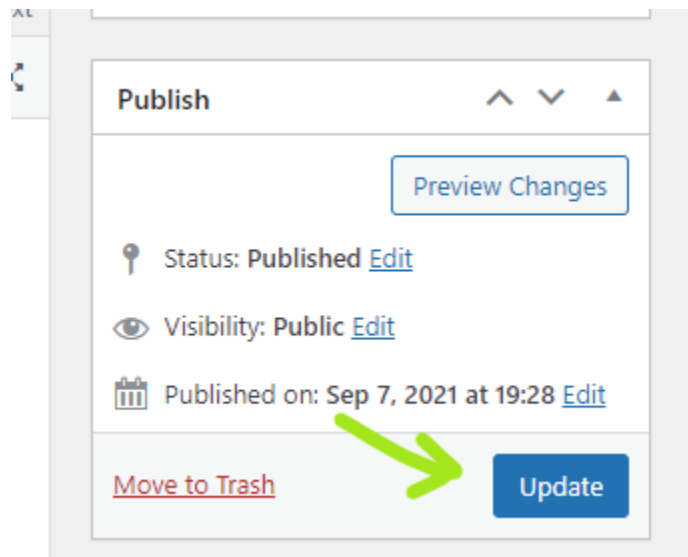 Publish
Preview Changes
Status: Published Edit
Visibility: Public Edit
Published on: Sep 7, 2021 at 19:28 Edit
Move to Trash Update